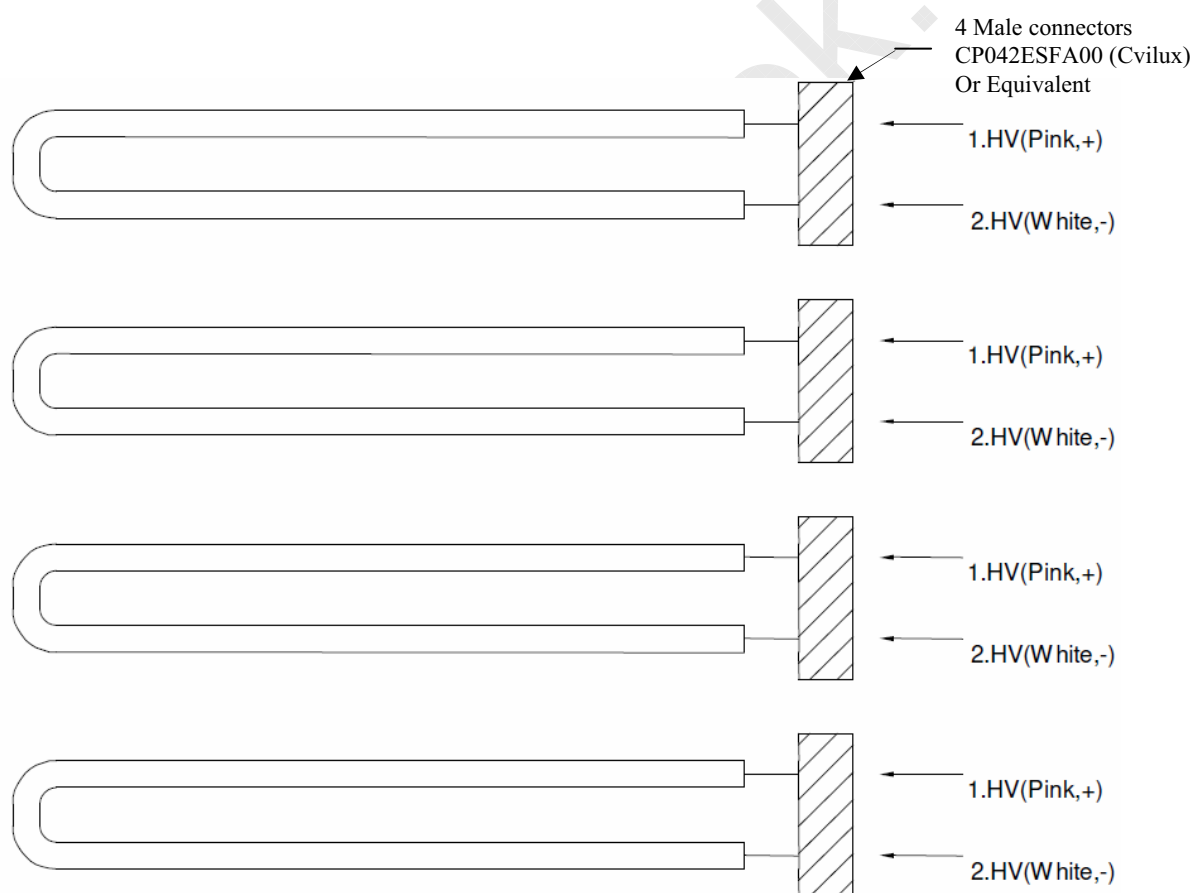 4 Male connectors
CP042ESFA00 (Cvilux)
Or Equivalent
1.HV(Pink,+)
2.HV(White,-)
1.HV(Pink,+)
2.HV(White,-)
1.HV(Pink,+)
2.HV(White,-)
1.HV(Pink,+)
2.HV(White,-)